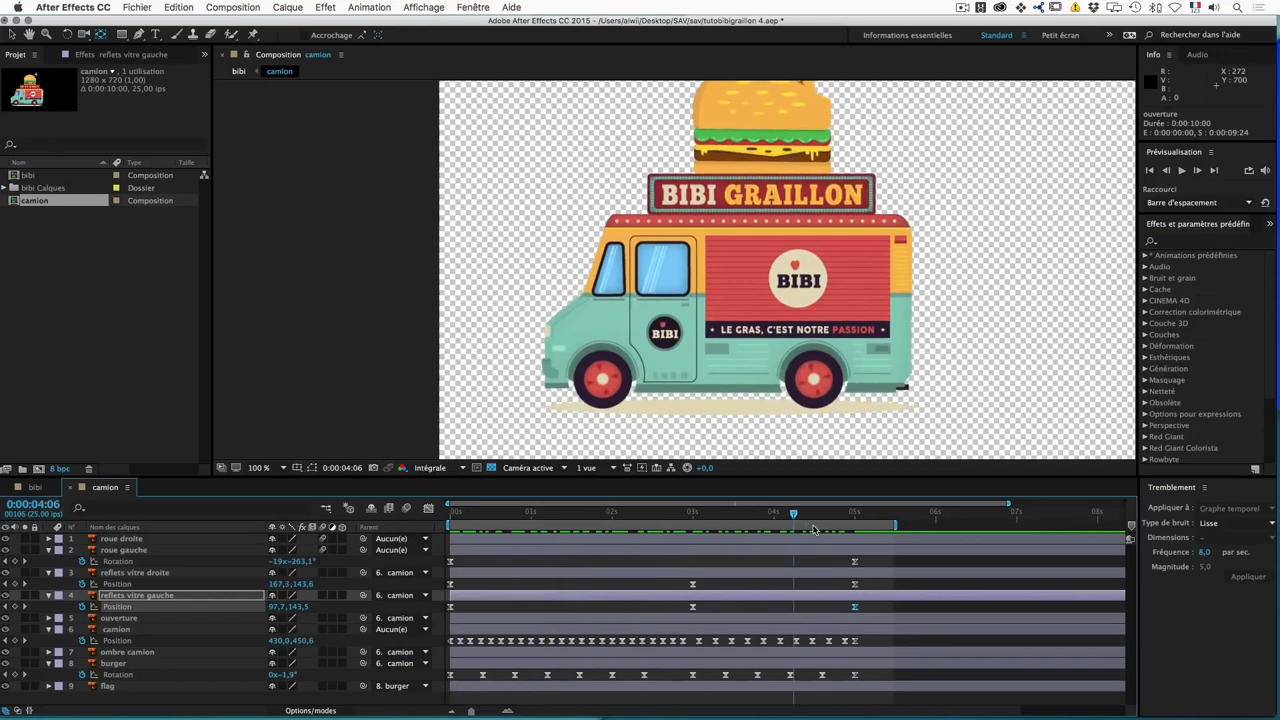 After Effects CC Fichier Edition Composition Calque Effet Animation Affichage Fenêtre Aide
Adobe After Effects CC 2015 - /Users/alwil/Desktop/SAV/sav/tutobibigraillon 4.aep *
Accrochage
Informations essentielles Standard Petit écran
Rechercher dans l'aide
Projet Effets reflets vitre gauche
camion , 1 utilisation
1280 x 720 (1,00)
Δ 0:00:10:00, 25,00 ips
Nom Type Taille
bibi Composition
bibi Calques Dossier
camion Composition
8 bpc
Composition camion
bibi camion
BIBI GRAILLON
BIBI
BIBI
• LE GRAS, C'EST NOTRE PASSION •
100 % 0:00:04:06 Intégrale Caméra active 1 vue +0,0
Info Audio
R :
V :
B :
A : 0
X : 272
Y : 700
ouverture
Durée : 0:00:10:00
E : 0:00:00:00, S : 0:00:09:24
Prévisualisation
Raccourci
Barre d'espacement
Effets et paramètres prédéfin
* Animations prédéfinies
Audio
Bruit et grain
Cache
CINEMA 4D
Correction colorimétrique
Couche 3D
Couches
Déformation
Esthétiques
Génération
Masquage
Netteté
Obsolète
Options pour expressions
Perspective
Red Giant
Red Giant Colorista
Rowbyte
bibi camion
0:00:04:06
00106 (25.00 ips)
:00s 01s 02s 03s 04s 05s 06s 07s 08s
N° Nom des calques Parent
1 roue droite Aucun(e)
2 roue gauche Aucun(e)
Rotation -19x-263,1°
3 reflets vitre droite 6. camion
Position 167,3,143,6
4 reflets vitre gauche 6. camion
Position 97,7,143,5
5 ouverture 6. camion
6 camion Aucun(e)
Position 430,0,450,6
7 ombre camion 6. camion
8 burger 6. camion
Rotation 0x-1,9°
9 flag 8. burger
Options/modes
Tremblement
Appliquer à : Graphe temporel
Type de bruit : Lisse
Dimensions : –
Fréquence : 8,0 par sec.
Magnitude : 5,0
Appliquer